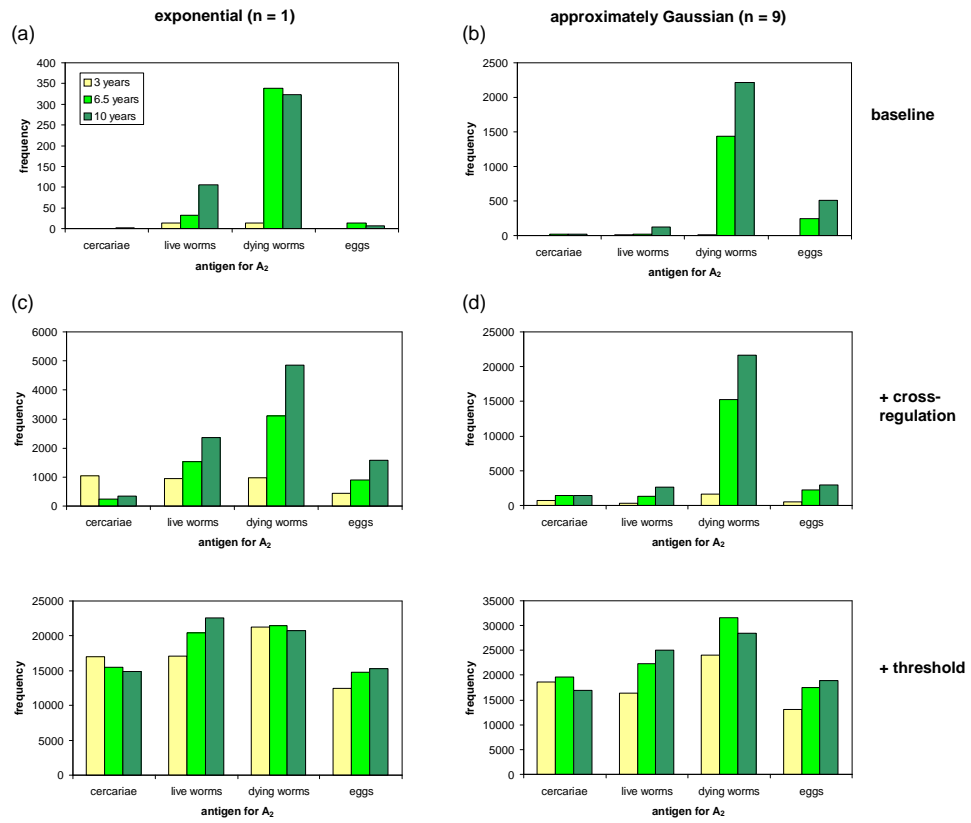 exponential (n = 1)
approximately Gaussian (n = 9)
(a)
400
350
300
250
200
150
100
50
0
frequency
3 years
6.5 years
10 years
cercariae
live worms
dying worms
eggs
antigen for A₂
(b)
2500
2000
1500
1000
500
0
frequency
cercariae
live worms
dying worms
eggs
antigen for A₂
baseline
(c)
6000
5000
4000
3000
2000
1000
0
frequency
cercariae
live worms
dying worms
eggs
antigen for A₂
(d)
25000
20000
15000
10000
5000
0
frequency
cercariae
live worms
dying worms
eggs
antigen for A₂
+ cross-
regulation
25000
20000
15000
10000
5000
0
frequency
cercariae
live worms
dying worms
eggs
antigen for A₂
35000
30000
25000
20000
15000
10000
5000
0
frequency
cercariae
live worms
dying worms
eggs
antigen for A₂
+ threshold